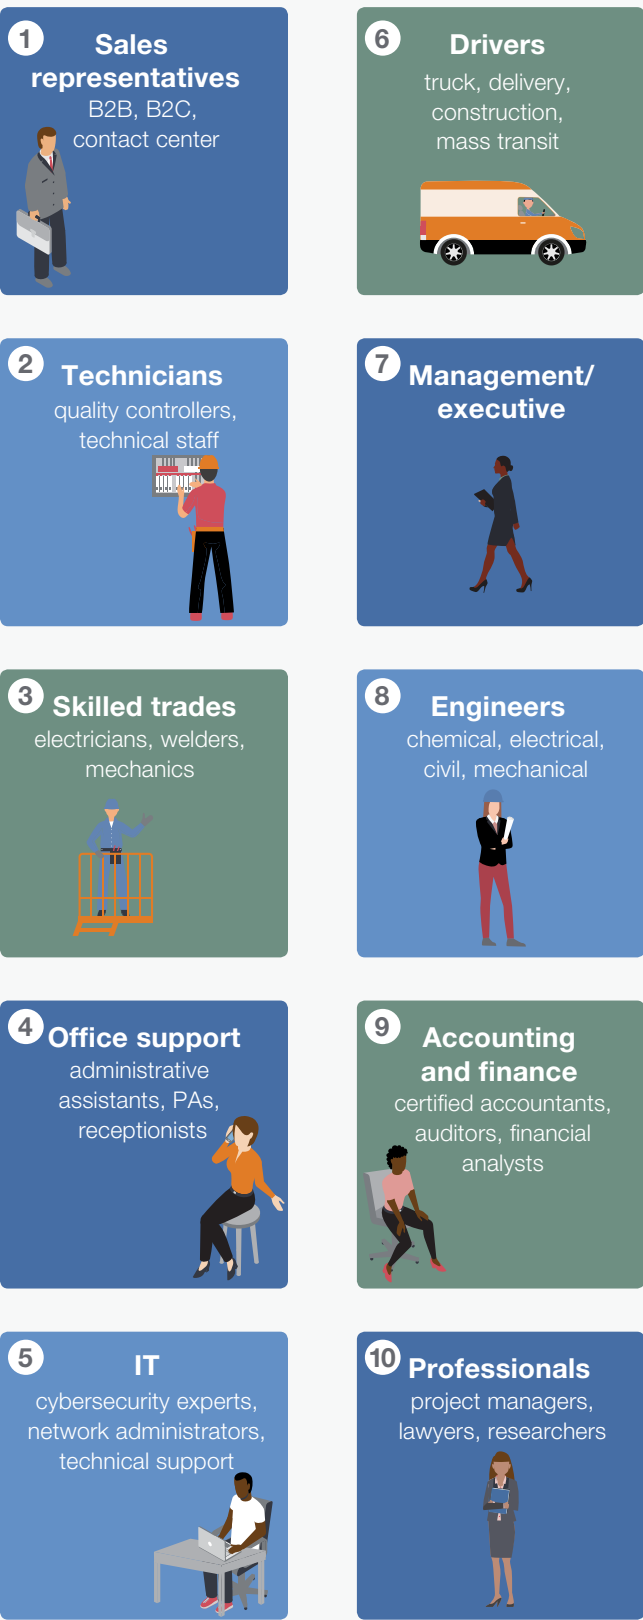 1
Sales
representatives
B2B, B2C,
contact center
2
Technicians
quality controllers,
technical staff
3
Skilled trades
electricians, welders,
mechanics
4
Office support
administrative
assistants, PAs,
receptionists
5
IT
cybersecurity experts,
network administrators,
technical support
6
Drivers
truck, delivery,
construction,
mass transit
7
Management/
executive
8
Engineers
chemical, electrical,
civil, mechanical
9
Accounting
and finance
certified accountants,
auditors, financial
analysts
10
Professionals
project managers,
lawyers, researchers